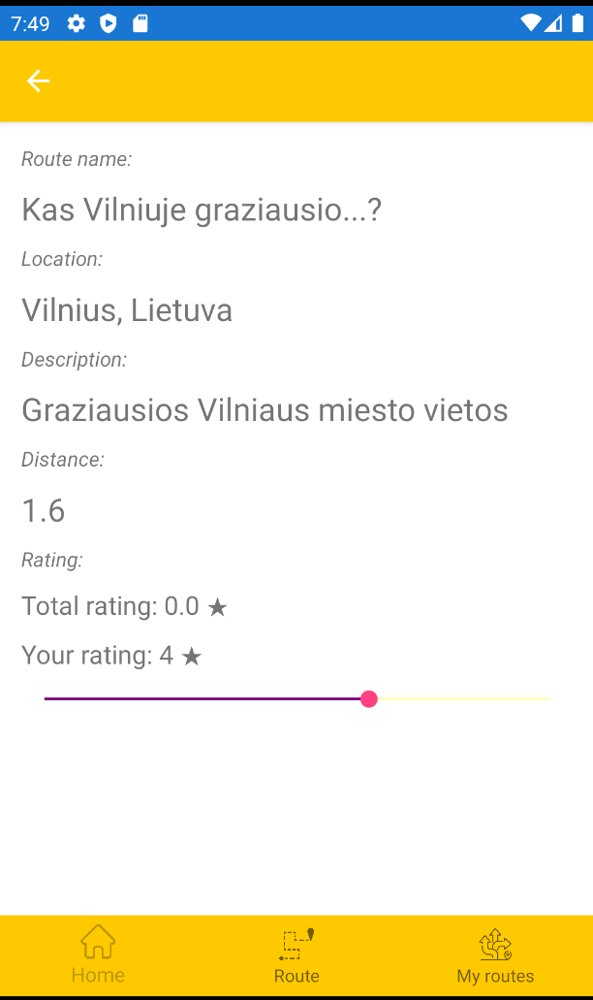 7:49
Route name:
Kas Vilniuje graziausio...?
Location:
Vilnius, Lietuva
Description:
Graziausios Vilniaus miesto vietos
Distance:
1.6
Rating:
Total rating: 0.0 ★
Your rating: 4 ★
Home
Route
My routes